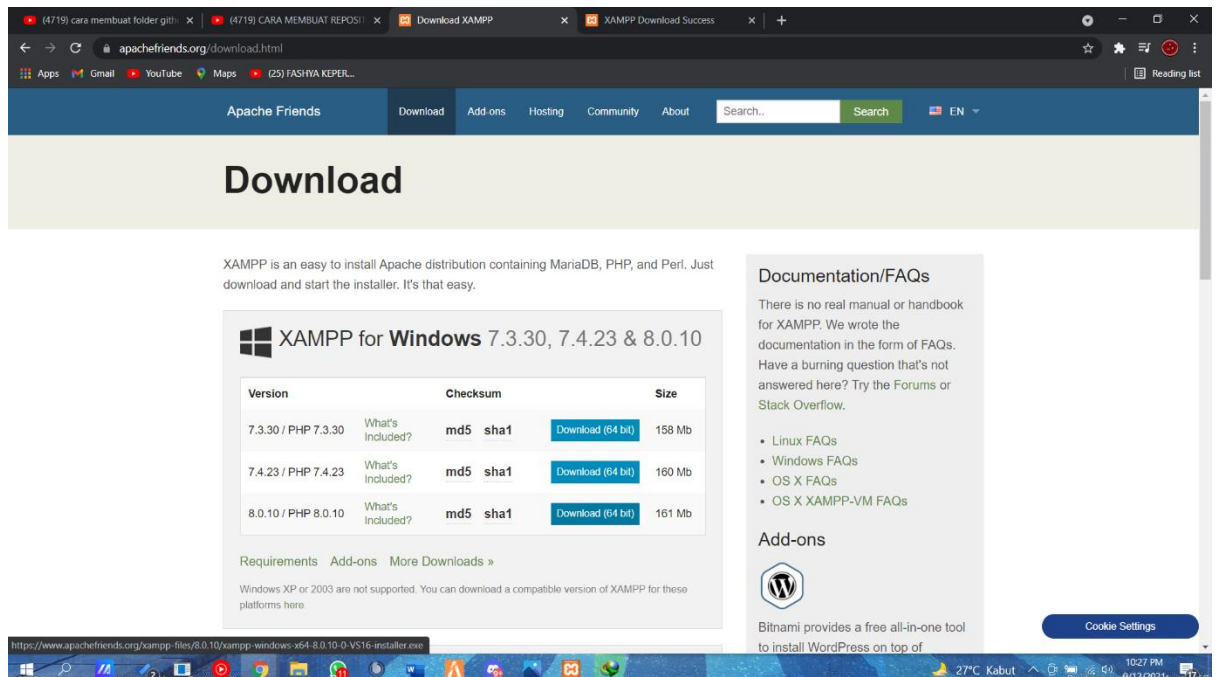 (4719) cara membuat folder gith
(4719) CARA MEMBUAT REPOSIT
Download XAMPP
XAMPP Download Success
apachefriends.org/download.html
Apps Gmail YouTube Maps (25) FASHYA KEPER... Reading list
Apache Friends Download Add-ons Hosting Community About Search.. Search EN
Download
XAMPP is an easy to install Apache distribution containing MariaDB, PHP, and Perl. Just
download and start the installer. It's that easy.
XAMPP for Windows 7.3.30, 7.4.23 & 8.0.10
Version Checksum Size
7.3.30 / PHP 7.3.30 What's Included? md5 sha1 Download (64 bit) 158 Mb
7.4.23 / PHP 7.4.23 What's Included? md5 sha1 Download (64 bit) 160 Mb
8.0.10 / PHP 8.0.10 What's Included? md5 sha1 Download (64 bit) 161 Mb
Requirements Add-ons More Downloads »
Windows XP or 2003 are not supported. You can download a compatible version of XAMPP for these
platforms here.
Documentation/FAQs
There is no real manual or handbook
for XAMPP. We wrote the
documentation in the form of FAQs.
Have a burning question that's not
answered here? Try the Forums or
Stack Overflow.
• Linux FAQs
• Windows FAQs
• OS X FAQs
• OS X XAMPP-VM FAQs
Add-ons
Bitnami provides a free all-in-one tool
to install WordPress on top of
Cookie Settings
https://www.apachefriends.org/xampp-files/8.0.10/xampp-windows-x64-8.0.10-0-VS16-installer.exe
27°C Kabut
10:27 PM